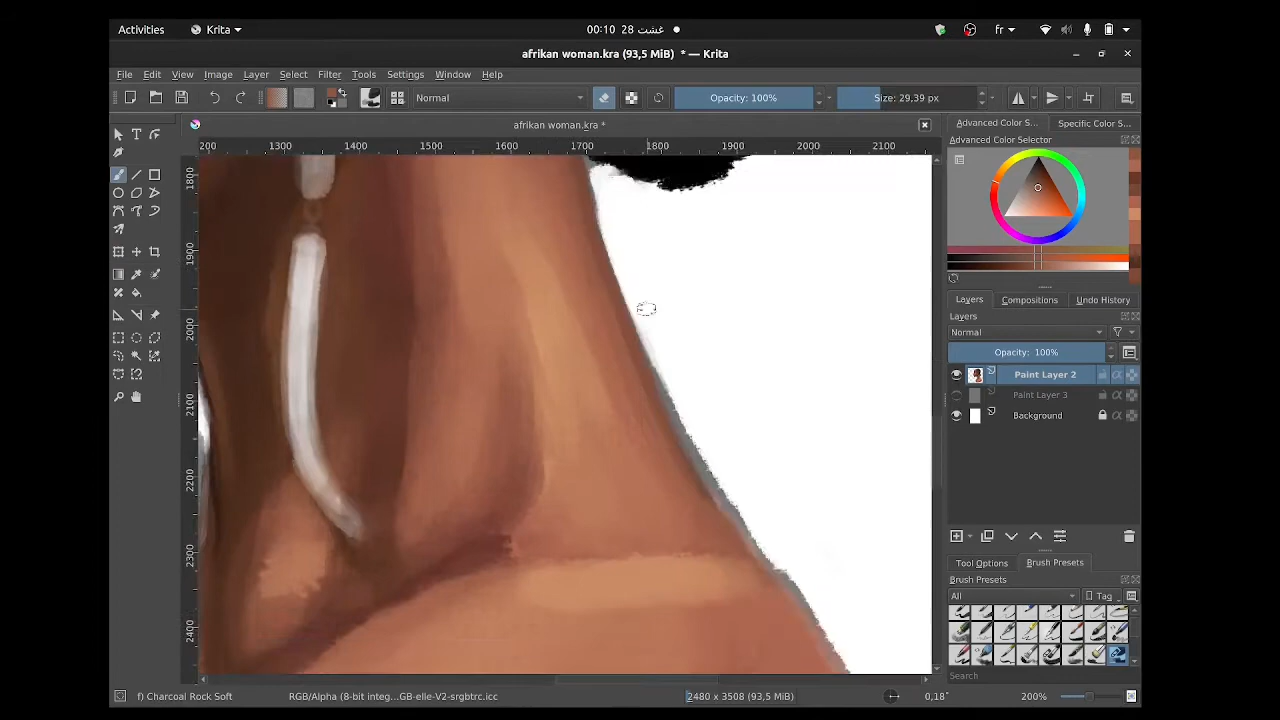 Activities Krita 00:10 28 غشت fr
afrikan woman.kra (93,5 MiB) * — Krita
File Edit View Image Layer Select Filter Tools Settings Window Help
Normal Opacity: 100% Size: 29.39 px
afrikan woman.kra *
Advanced Color S... Specific Color S...
Advanced Color Selector
200 1300 1400 1500 1600 1700 1800 1900 2000 2100
1800
1900
2000
2100
2200
2300
2400
Layers Compositions Undo History
Layers
Normal
Opacity: 100%
Paint Layer 2
Paint Layer 3
Background
Tool Options Brush Presets
Brush Presets
All Tag
Search
f) Charcoal Rock Soft RGB/Alpha (8-bit integ...GB-elle-V2-srgbtrc.icc 2480 x 3508 (93,5 MiB) 0,18° 200%